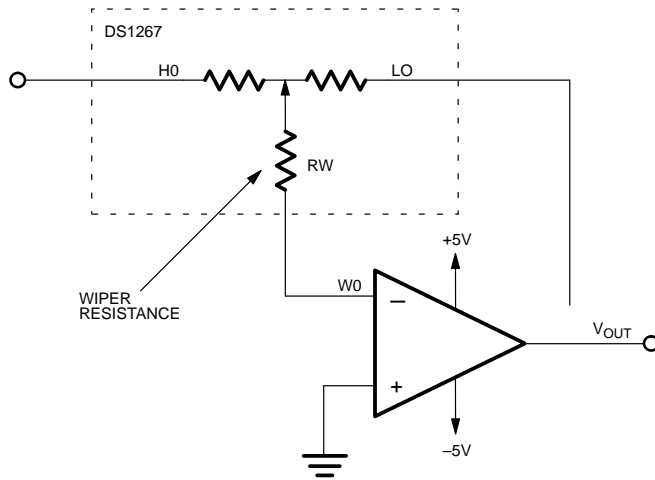 DS1267
H0
LO
RW
WIPER
RESISTANCE
W0
+5V
−
+
VOUT
–5V